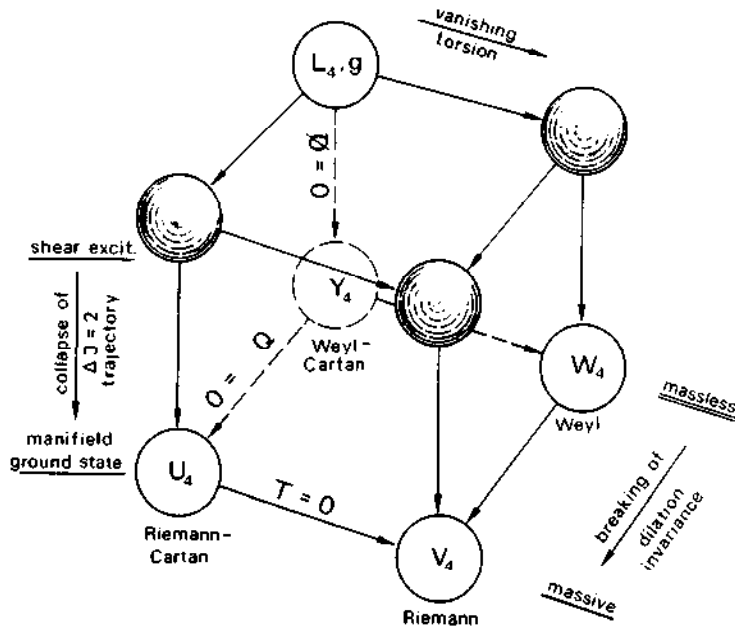 vanishing
torsion
L₄,g
0 = Ø
shear excit.
Y₄
Weyl-
Cartan
collapse of
ΔJ = 2
trajectory
0 = Q
W₄
Weyl
massless
manifield
ground state
U₄
T = 0
Riemann-
Cartan
V₄
Riemann
breaking of
dilation
invariance
massive